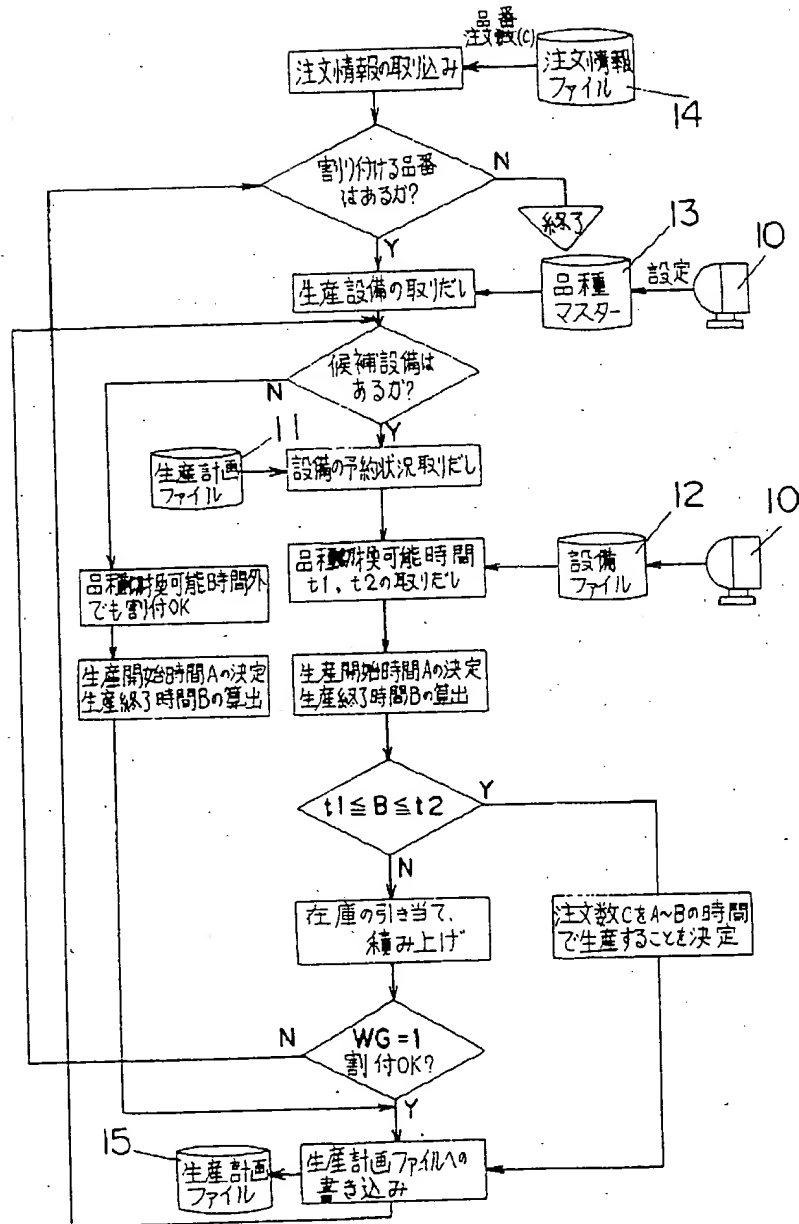 品番
注文数(C)
注文情報の取り込み
注文情報
ファイル
14
割り付ける品番
はあるか?
N
終了
Y
13
10
設定
生産設備の取りだし
品種
マスター
候補設備は
あるか?
N
Y
11
生産計画
ファイル
設備の予約状況取りだし
12
10
品種切換可能時間外
でも割付OK
品種切換可能時間
t1, t2の取りだし
設備
ファイル
生産開始時間Aの決定
生産終了時間Bの算出
生産開始時間Aの決定
生産終了時間Bの算出
t1≦B≦t2
Y
N
在庫の引き当て、
積み上げ
注文数CをA~Bの時間
で生産することを決定
N
WG=1
割付OK?
Y
15
生産計画
ファイル
生産計画ファイルへの
書き込み